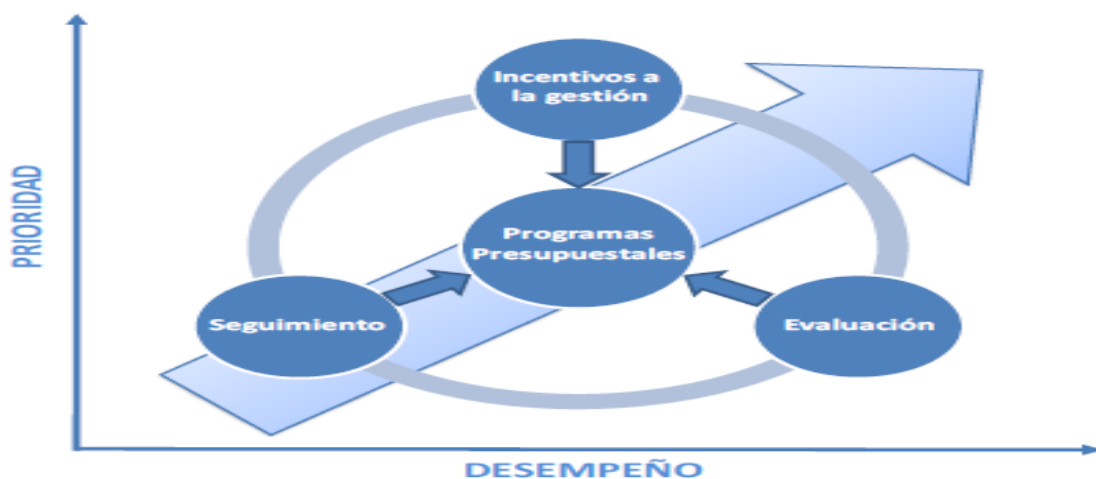 Incentivos a
la gestión
PRIORIDAD
Programas
Presupuestales
Seguimiento
Evaluación
DESEMPEÑO